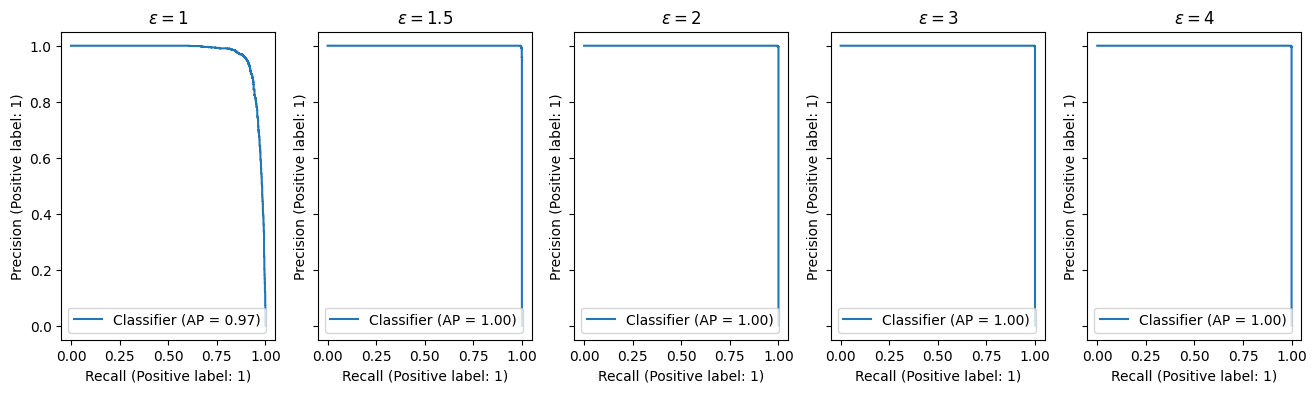 ε = 1
ε = 1.5
ε = 2
ε = 3
ε = 4
Precision (Positive label: 1)
1.0
0.8
0.6
0.4
0.2
0.0
Classifier (AP = 0.97)
0.00 0.25 0.50 0.75 1.00
Recall (Positive label: 1)
Precision (Positive label: 1)
Classifier (AP = 1.00)
0.00 0.25 0.50 0.75 1.00
Recall (Positive label: 1)
Precision (Positive label: 1)
Classifier (AP = 1.00)
0.00 0.25 0.50 0.75 1.00
Recall (Positive label: 1)
Precision (Positive label: 1)
Classifier (AP = 1.00)
0.00 0.25 0.50 0.75 1.00
Recall (Positive label: 1)
Precision (Positive label: 1)
Classifier (AP = 1.00)
0.00 0.25 0.50 0.75 1.00
Recall (Positive label: 1)